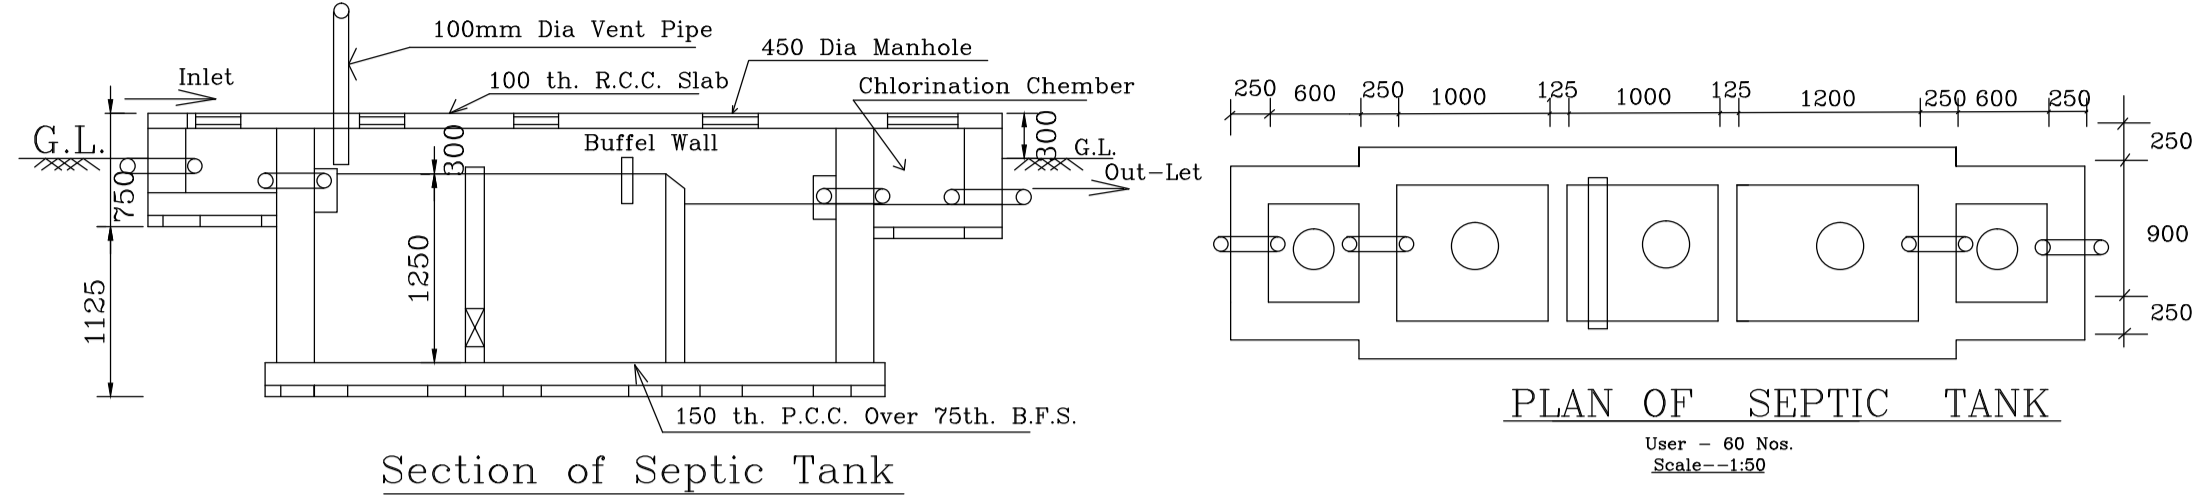 100mm Dia Vent Pipe
450 Dia Manhole
Inlet
100 th. R.C.C. Slab
Chlorination Chember
G.L.
300
Buffel Wall
300
G.L.
Out-Let
750
1250
1125
150 th. P.C.C. Over 75th. B.F.S.
Section of Septic Tank
250 600 250 1000 125 1000 125 1200 250 600 250
250
900
250
PLAN OF SEPTIC TANK
User - 60 Nos.
Scale--1:50